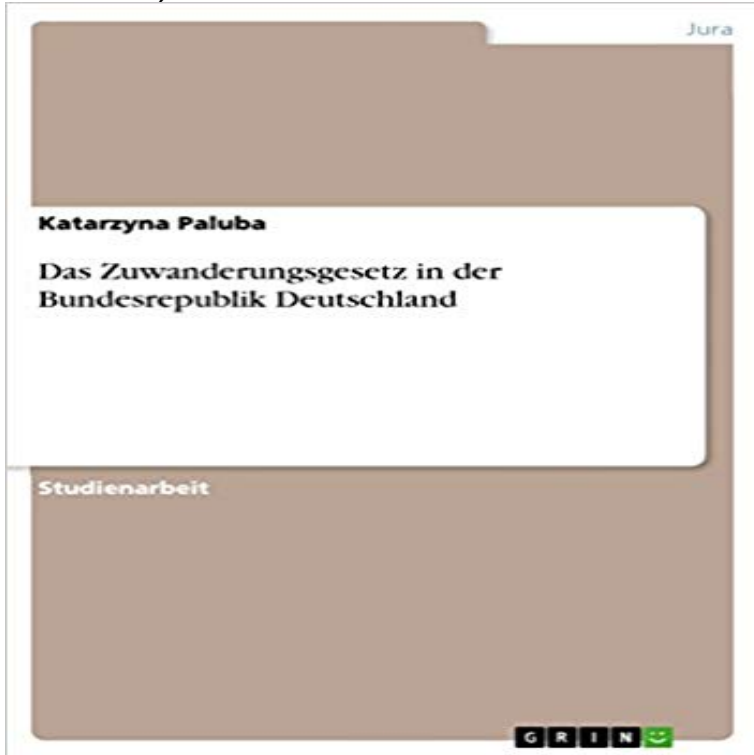 Jura
Katarzyna Paluba
Das Zuwanderungsgesetz in der
Bundesrepublik Deutschland
Studienarbeit
GRIN